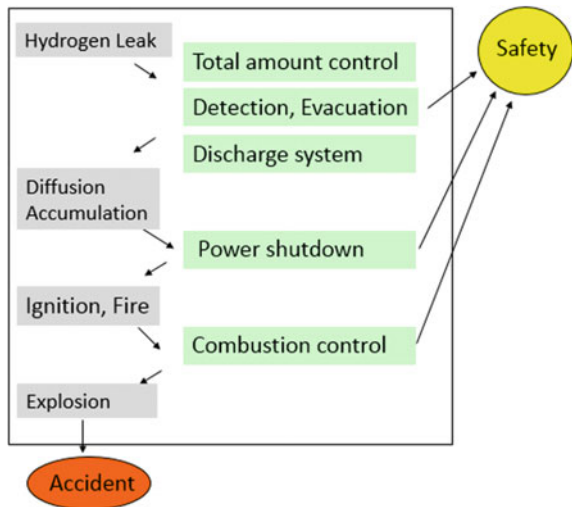 Hydrogen Leak
Safety
Total amount control
Detection, Evacuation
Discharge system
Diffusion
Accumulation
Power shutdown
Ignition, Fire
Combustion control
Explosion
Accident